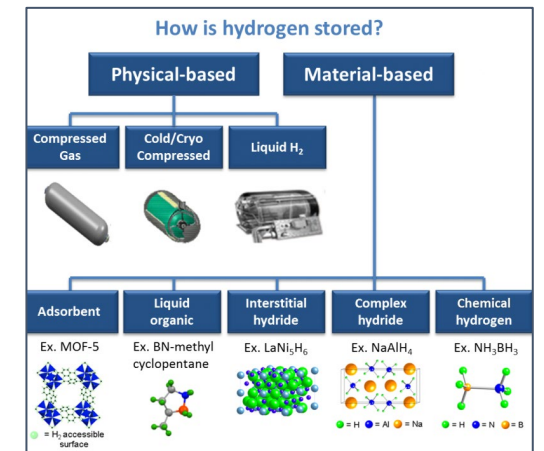 How is hydrogen stored?
Physical-based
Material-based
Compressed
Gas
Cold/Cryo
Compressed
Liquid H₂
Adsorbent
Liquid
organic
Interstitial
hydride
Complex
hydride
Chemical
hydrogen
Ex. MOF-5
Ex. BN-methyl
cyclopentane
Ex. LaNi₅H₆
Ex. NaAlH₄
Ex. NH₃BH₃
= H₂ accessible
surface
= H = Al = Na
= H = N = B